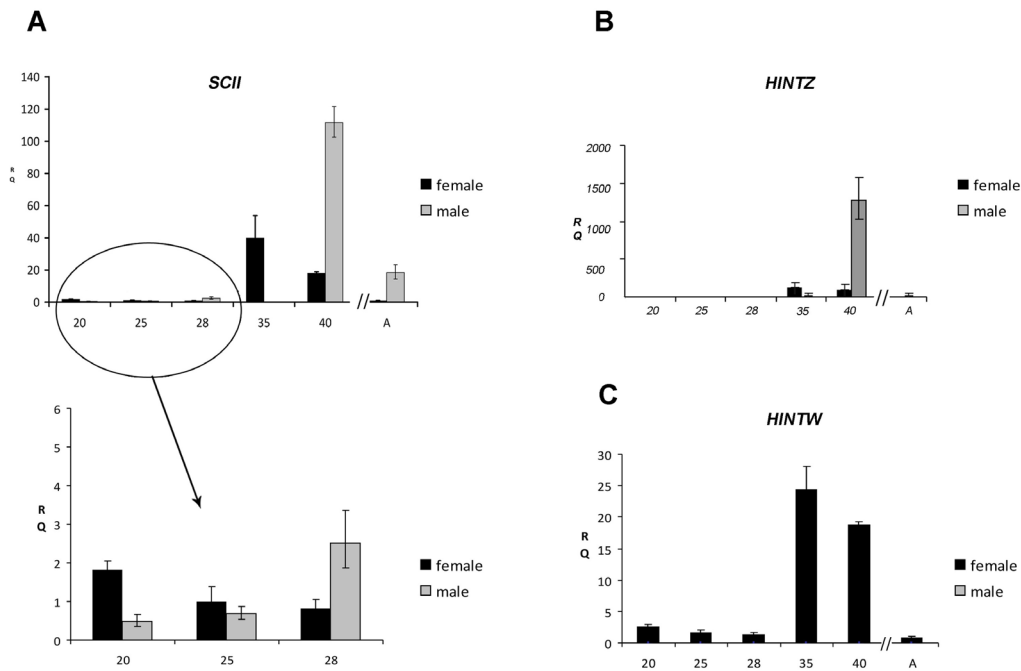 A
SCII
140
120
100
80
60
40
20
0
R
Q
20 25 28 35 40 // A
female
male
6
5
4
3
2
1
0
R
Q
20 25 28
female
male
B
HINTZ
2000
1500
1000
500
0
R
Q
20 25 28 35 40 // A
female
male
C
HINTW
30
25
20
15
10
5
0
R
Q
20 25 28 35 40 // A
female
male